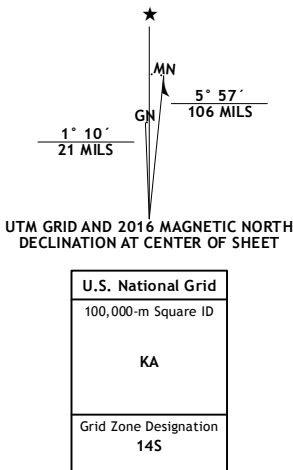 ★
MN
GN
5° 57´
106 MILS
1° 10´
21 MILS
UTM GRID AND 2016 MAGNETIC NORTH
DECLINATION AT CENTER OF SHEET
U.S. National Grid
100,000-m Square ID
KA
Grid Zone Designation
14S